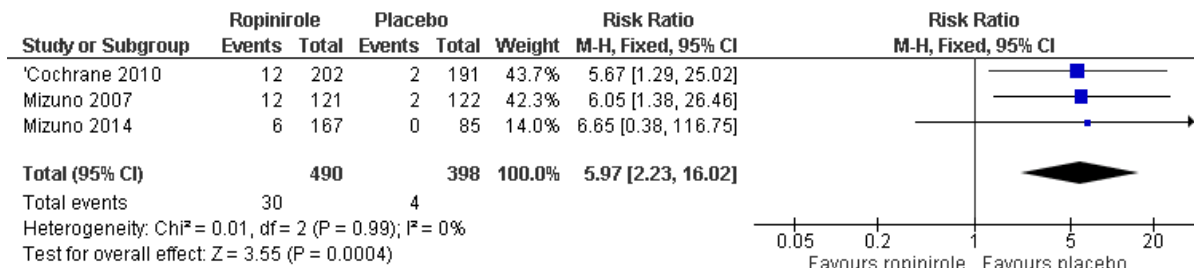 Ropinirole Placebo Risk Ratio Risk Ratio
Study or Subgroup Events Total Events Total Weight M-H, Fixed, 95% CI M-H, Fixed, 95% CI
'Cochrane 2010 12 202 2 191 43.7% 5.67 [1.29, 25.02]
Mizuno 2007 12 121 2 122 42.3% 6.05 [1.38, 26.46]
Mizuno 2014 6 167 0 85 14.0% 6.65 [0.38, 116.75]
Total (95% CI) 490 398 100.0% 5.97 [2.23, 16.02]
Total events 30 4
Heterogeneity: Chi² = 0.01, df = 2 (P = 0.99); I² = 0%
Test for overall effect: Z = 3.55 (P = 0.0004)
0.05 0.2 1 5 20
Favours ropinirole Favours placebo